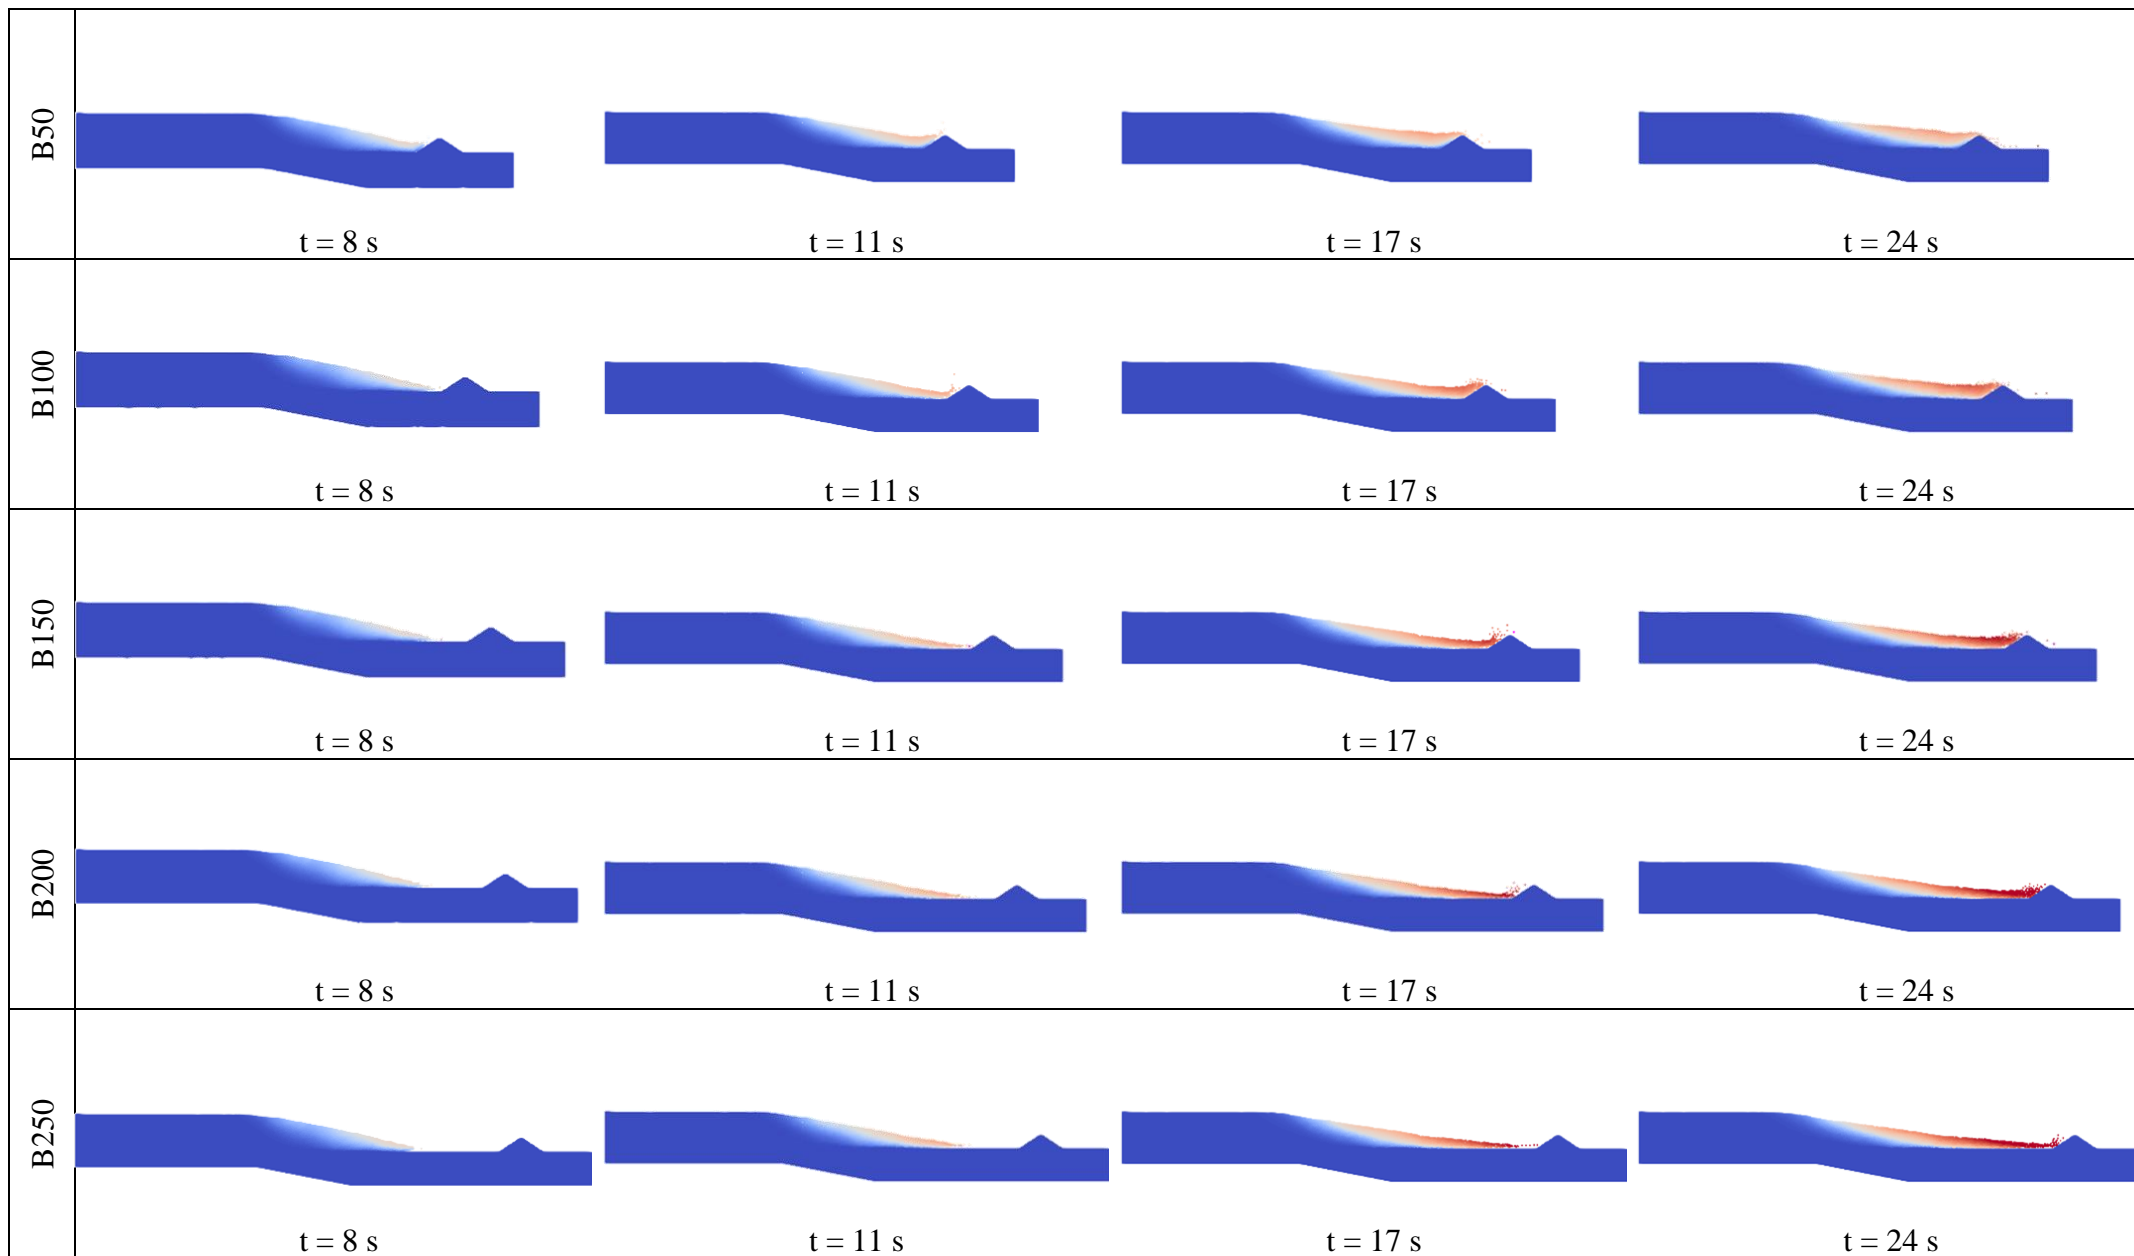 B50
t = 8 s
t = 11 s
t = 17 s
t = 24 s
B100
t = 8 s
t = 11 s
t = 17 s
t = 24 s
B150
t = 8 s
t = 11 s
t = 17 s
t = 24 s
B200
t = 8 s
t = 11 s
t = 17 s
t = 24 s
B250
t = 8 s
t = 11 s
t = 17 s
t = 24 s